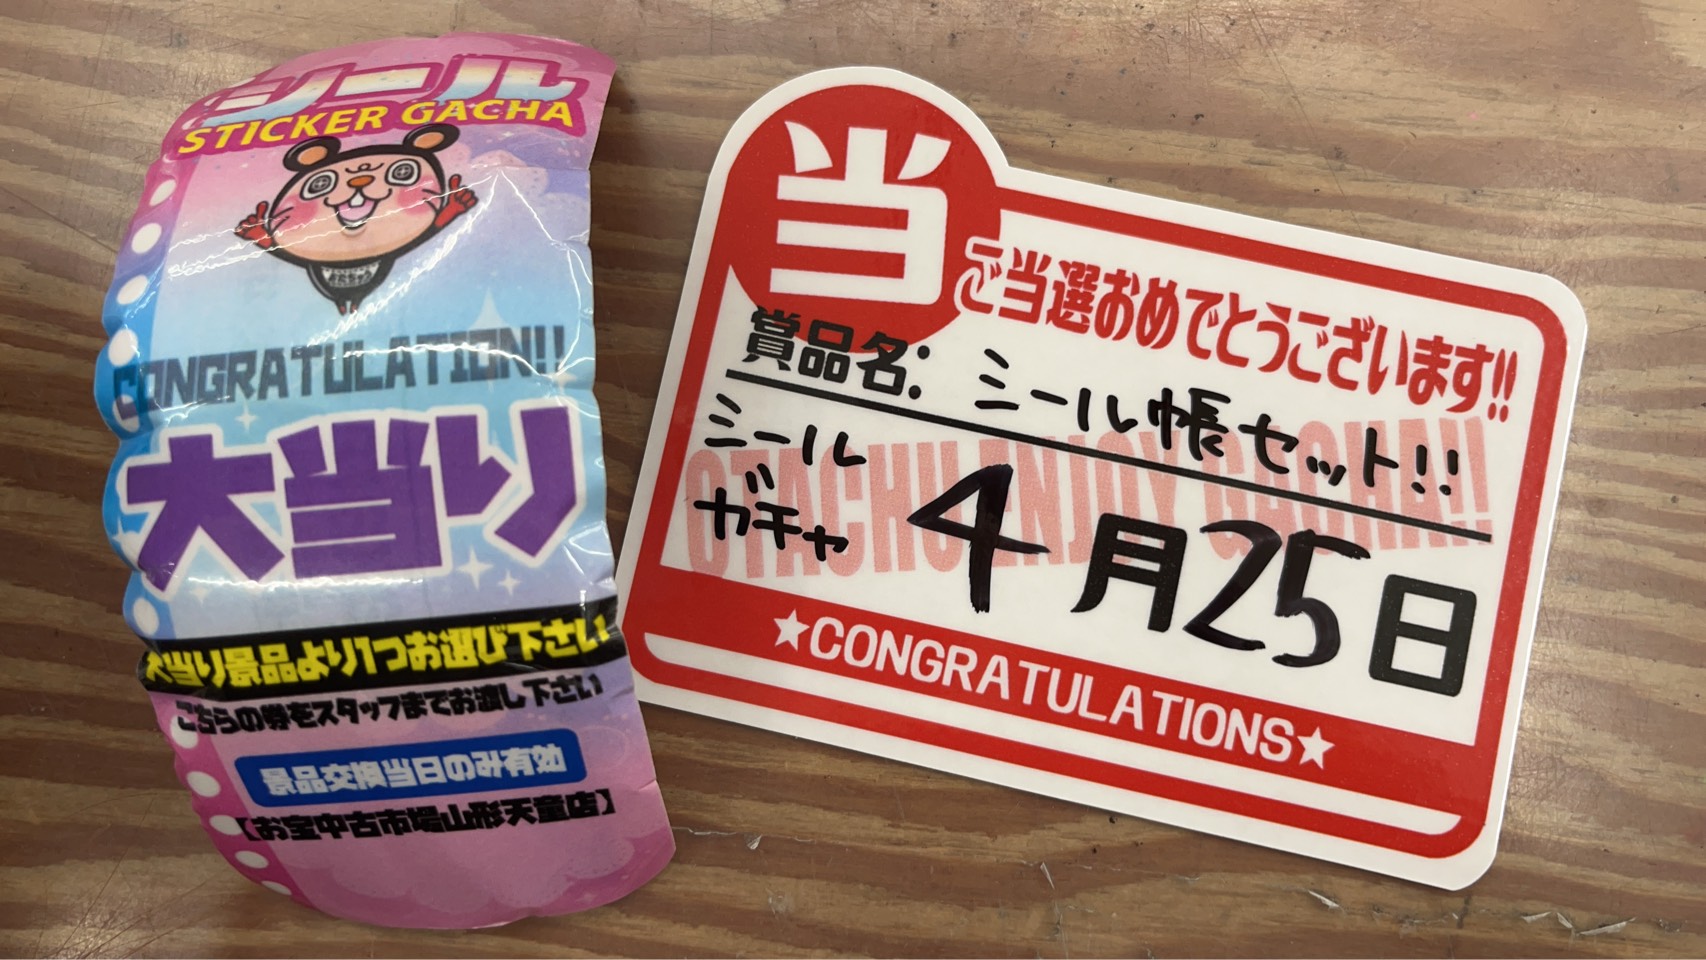 シール
STICKER GACHA
CONGRATULATION!!
大当り
大当り景品より1つお選び下さい
こちらの券をスタッフまでお渡し下さい
景品交換当日のみ有効
【お宝中古市場山形天童店】
当
ご当選おめでとうございます!!
賞品名: シール帳セット!!
シール
ガチャ
4月25日
OTACHU ENJOY GACHA!!
★CONGRATULATIONS★